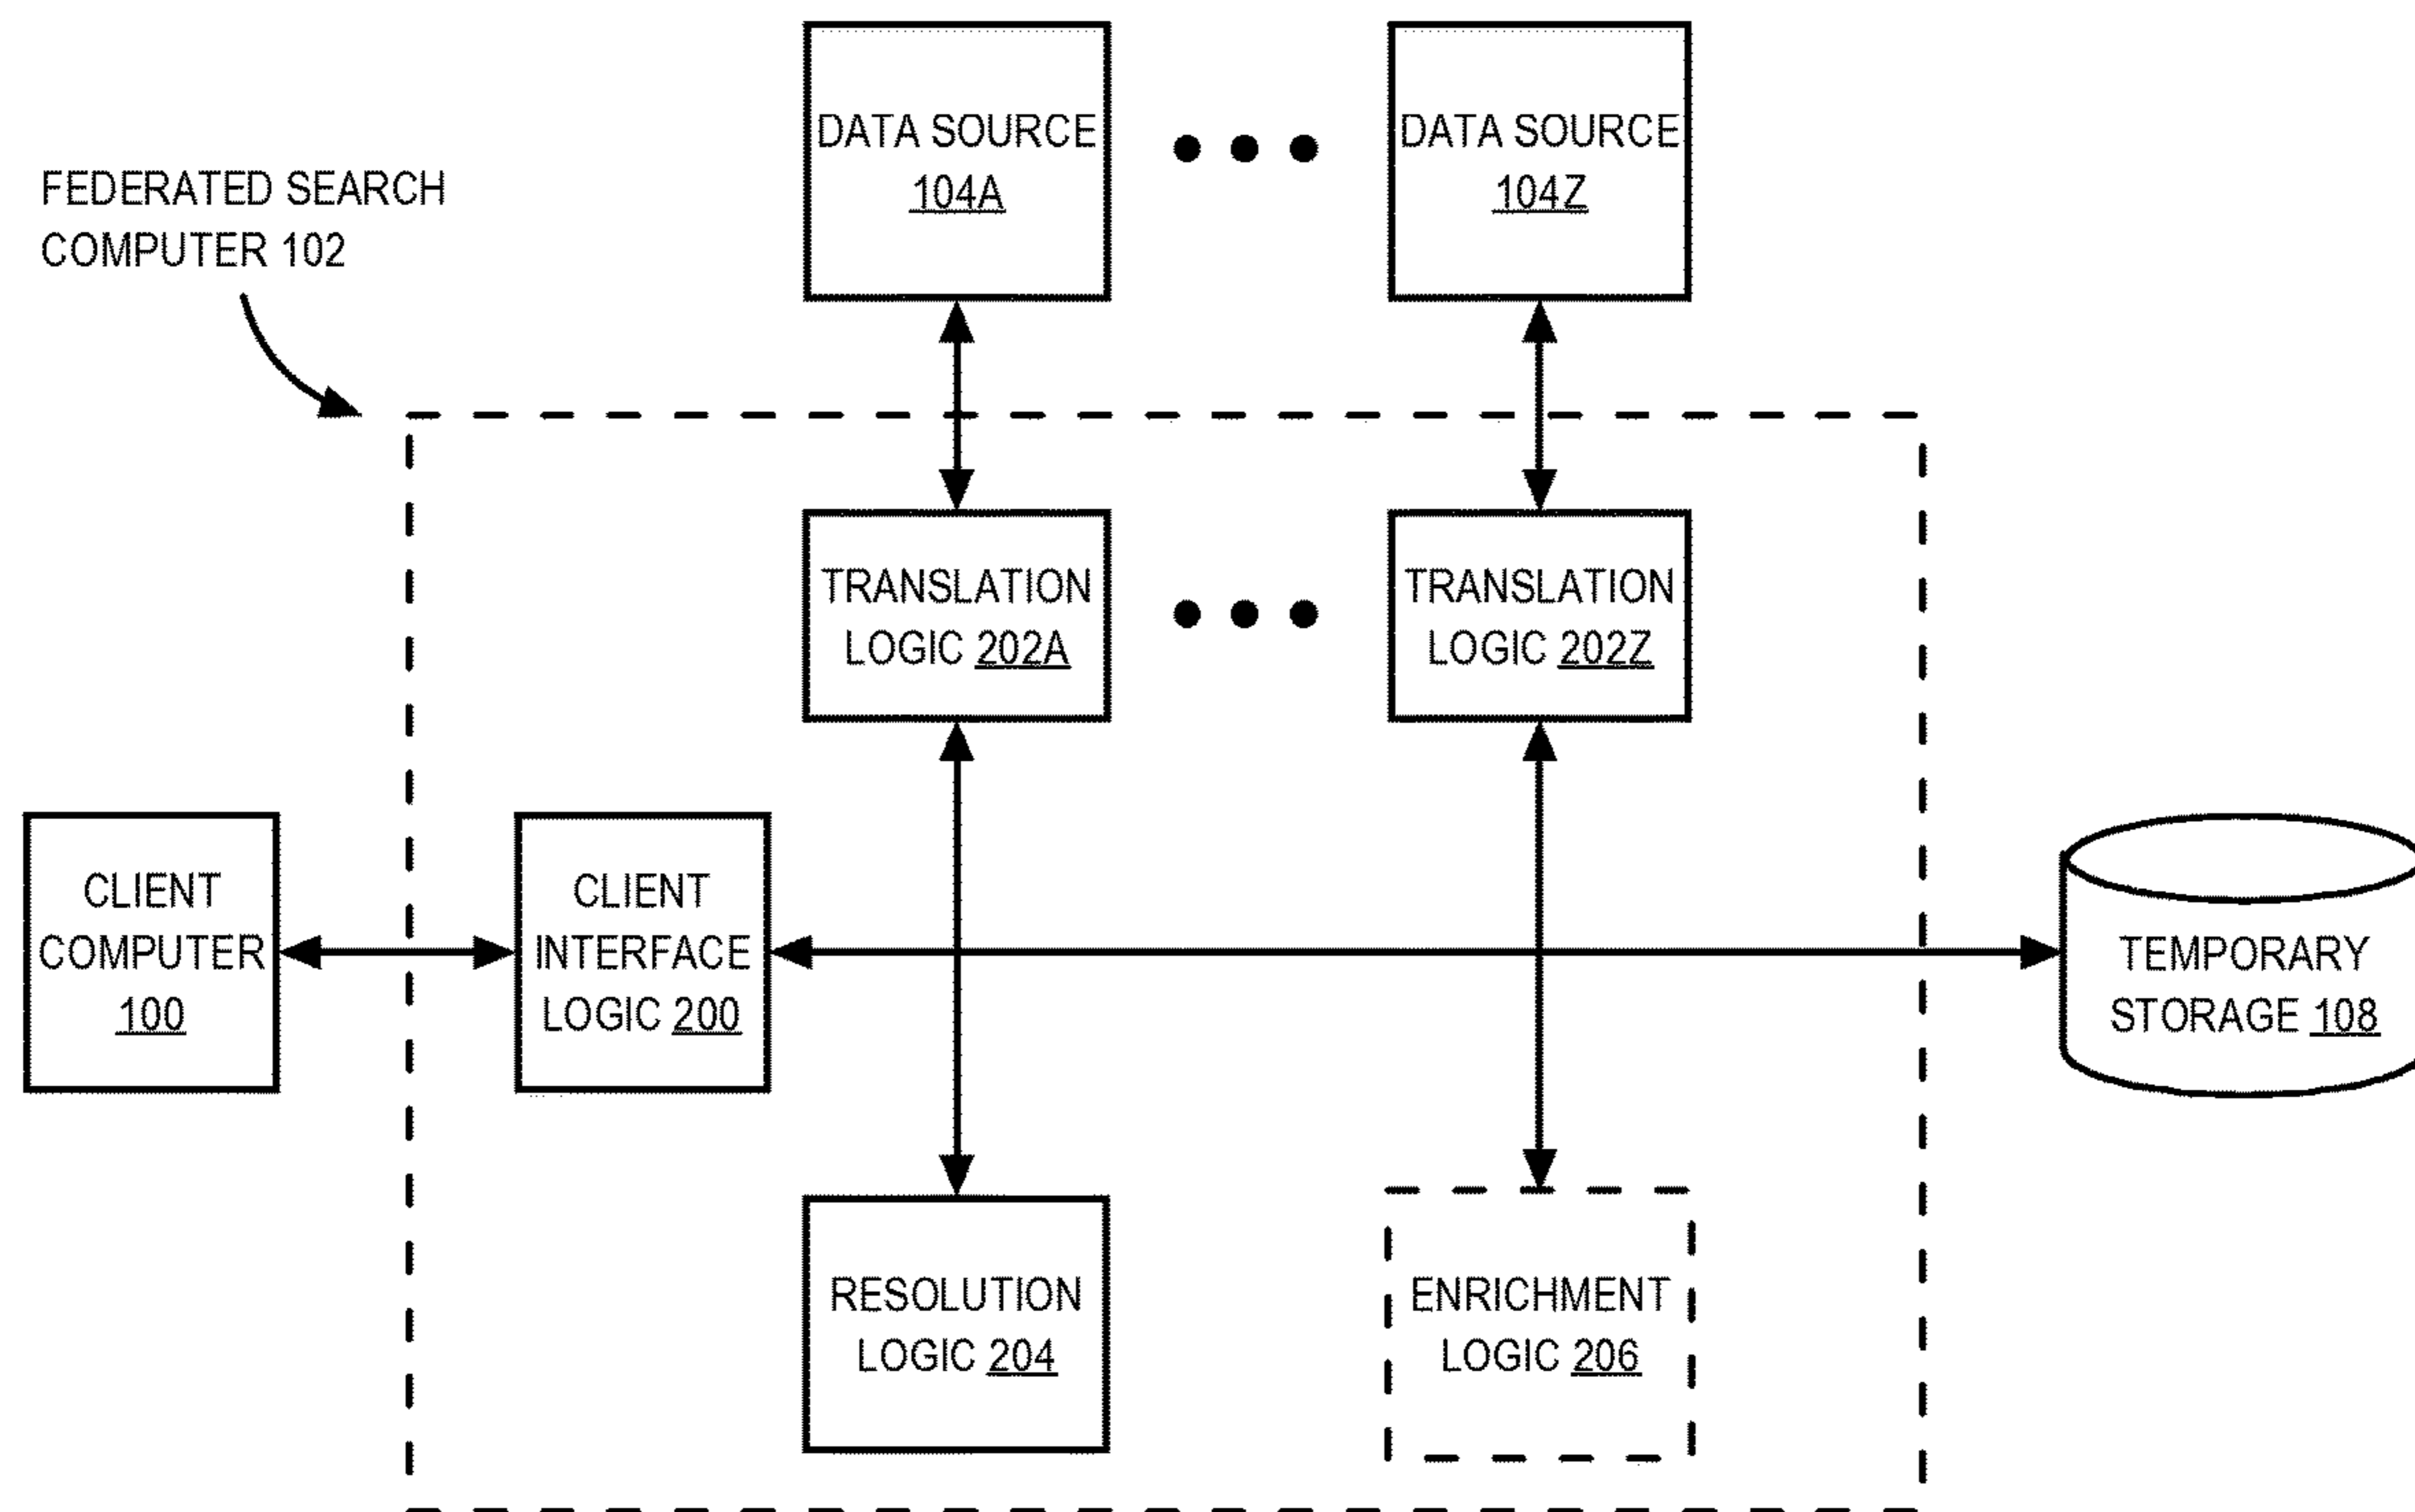 DATA SOURCE
104A
DATA SOURCE
104Z
FEDERATED SEARCH
COMPUTER 102
TRANSLATION
LOGIC 202A
TRANSLATION
LOGIC 202Z
CLIENT
COMPUTER
100
CLIENT
INTERFACE
LOGIC 200
TEMPORARY
STORAGE 108
RESOLUTION
LOGIC 204
ENRICHMENT
LOGIC 206